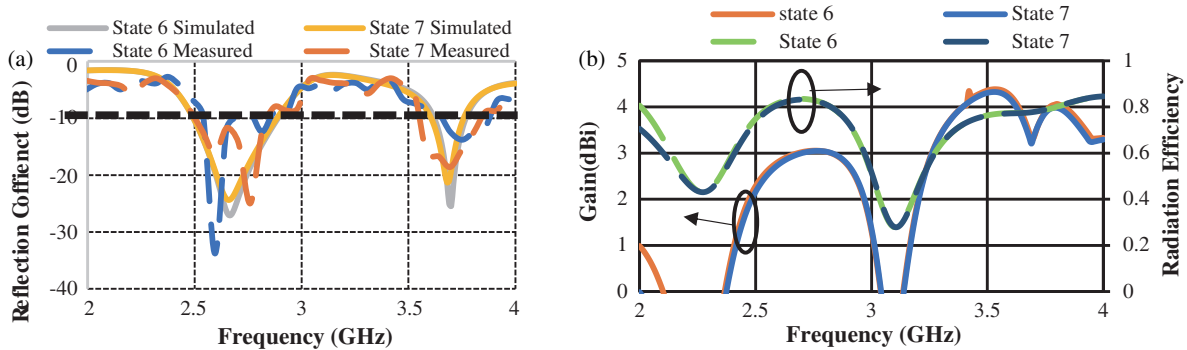 State 6 Simulated
State 7 Simulated
State 6 Measured
State 7 Measured
(a)
Reflection Cofficenct (dB)
0
-10
-20
-30
-40
2
2.5
3
3.5
4
Frequency (GHz)
state 6
State 7
State 6
State 7
(b)
Gain(dBi)
5
4
3
2
1
0
1
0.8
0.6
0.4
0.2
0
Radiation Efficiency
2
2.5
3
3.5
4
Frequency (GHz)